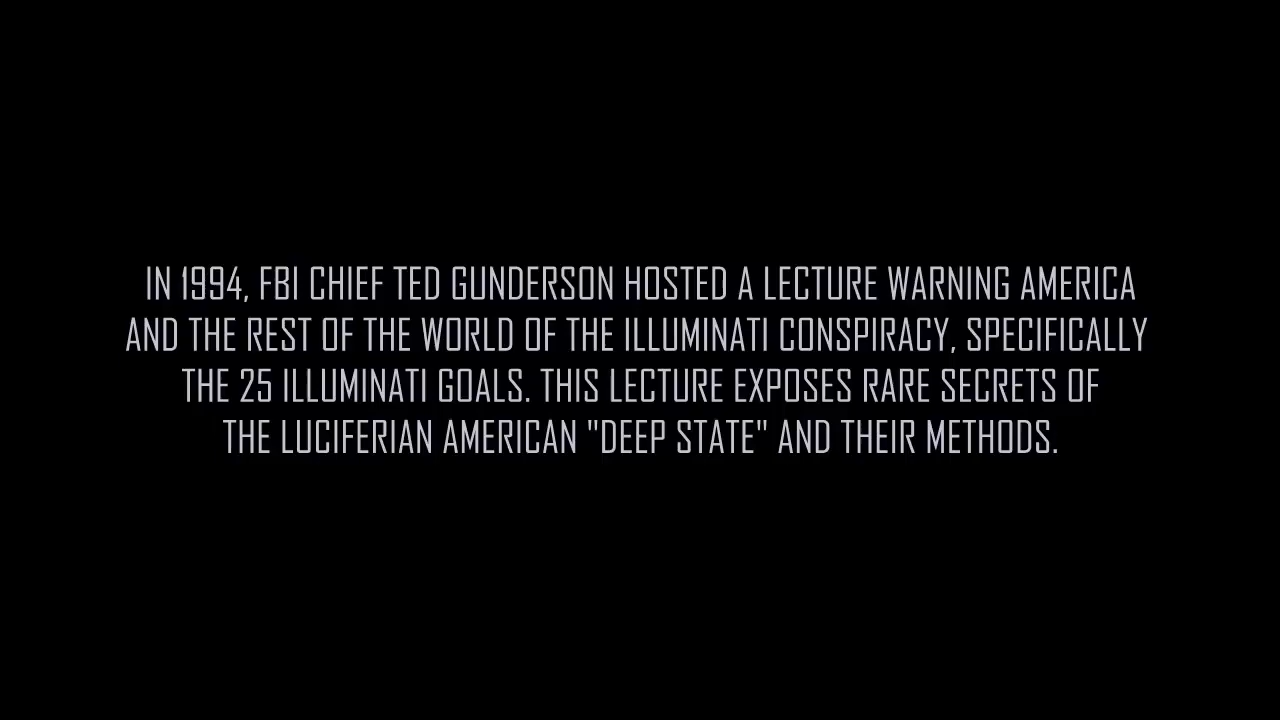 IN 1994, FBI CHIEF TED GUNDERSON HOSTED A LECTURE WARNING AMERICA
AND THE REST OF THE WORLD OF THE ILLUMINATI CONSPIRACY, SPECIFICALLY
THE 25 ILLUMINATI GOALS. THIS LECTURE EXPOSES RARE SECRETS OF
THE LUCIFERIAN AMERICAN "DEEP STATE" AND THEIR METHODS.